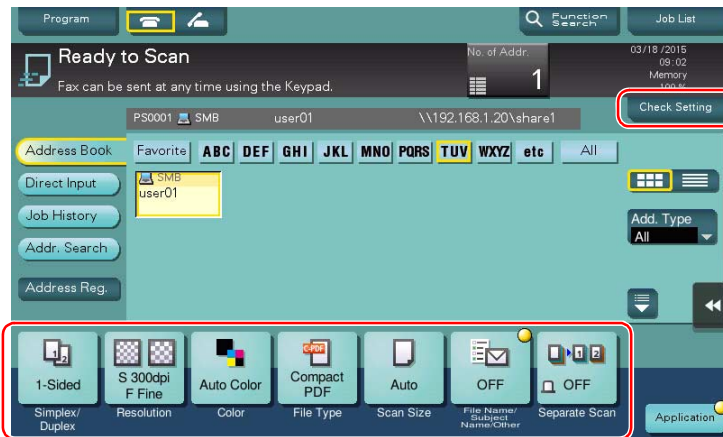 Program
Function Search
Job List
Ready to Scan
No. of Addr.
1
03/18/2015
09:02
Memory
100 %
Fax can be sent at any time using the Keypad.
PS0001 SMB user01 \\192.168.1.20\share1
Check Setting
Address Book
Favorite ABC DEF GHI JKL MNO PQRS TUV WXYZ etc All
SMB
user01
Direct Input
Job History
Addr. Search
Address Reg.
Add. Type
All
1-Sided
S 300dpi
F Fine
Auto Color
C-PDF
Compact
PDF
Auto
OFF
OFF
Simplex/
Duplex
Resolution
Color
File Type
Scan Size
File Name/
Subject
Name/Other
Separate Scan
Application